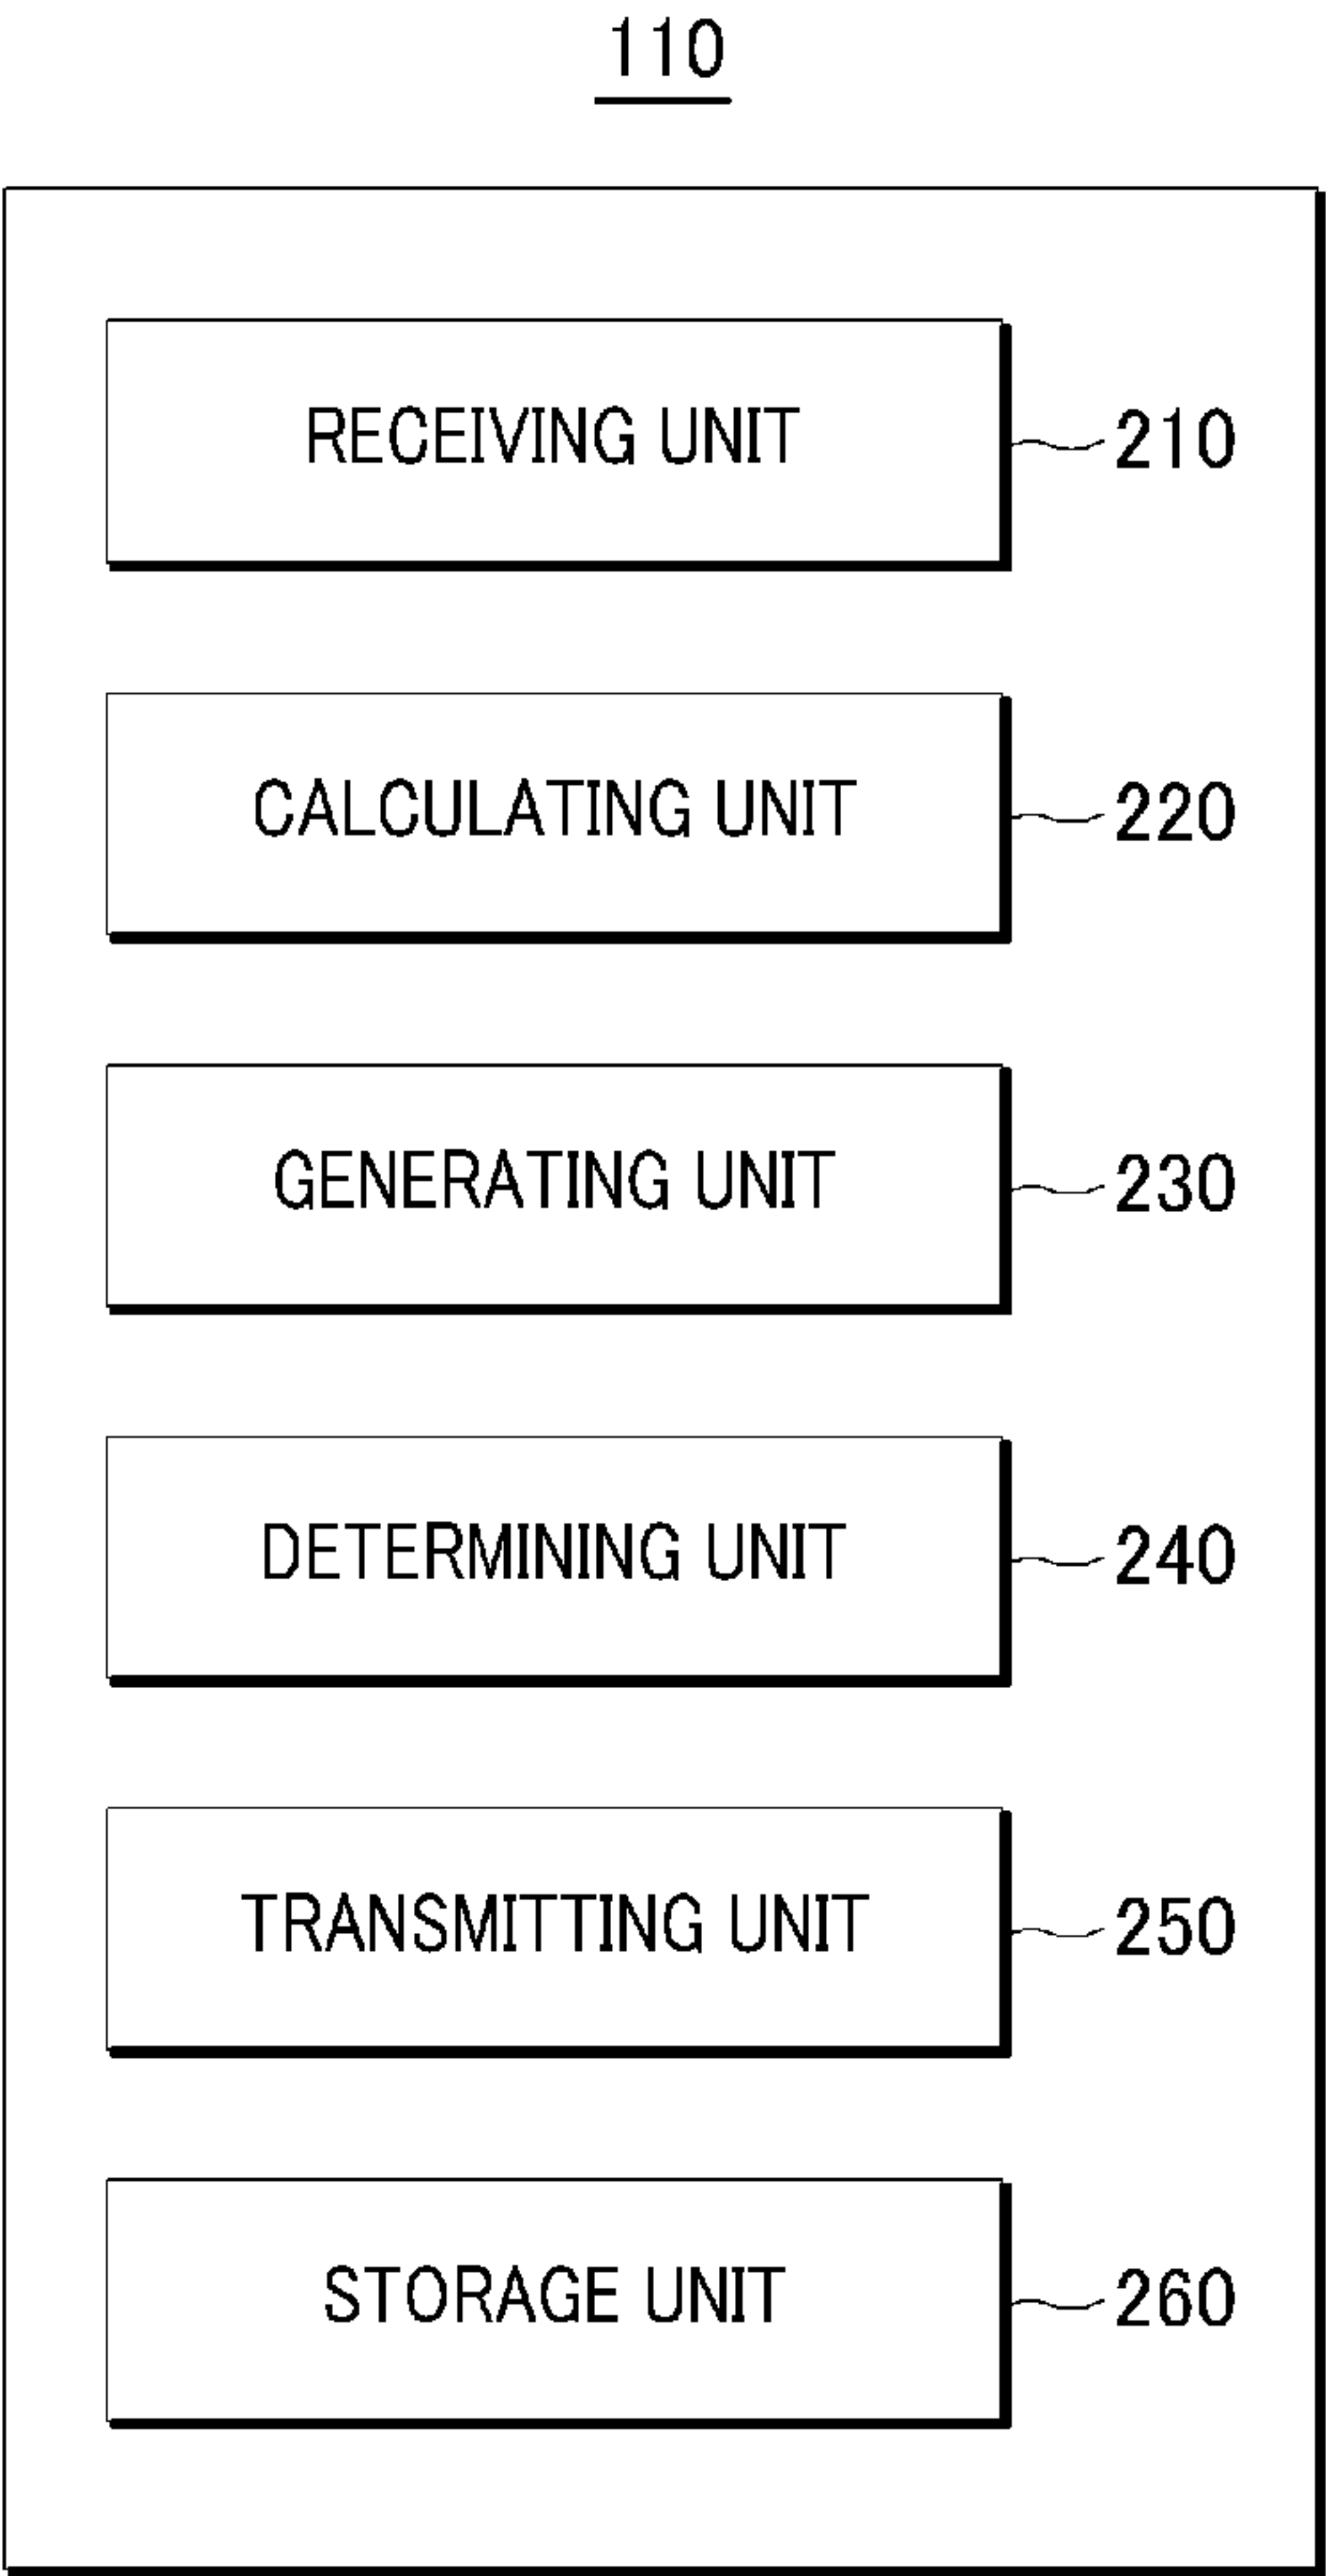 110
RECEIVING UNIT 210
CALCULATING UNIT 220
GENERATING UNIT 230
DETERMINING UNIT 240
TRANSMITTING UNIT 250
STORAGE UNIT 260